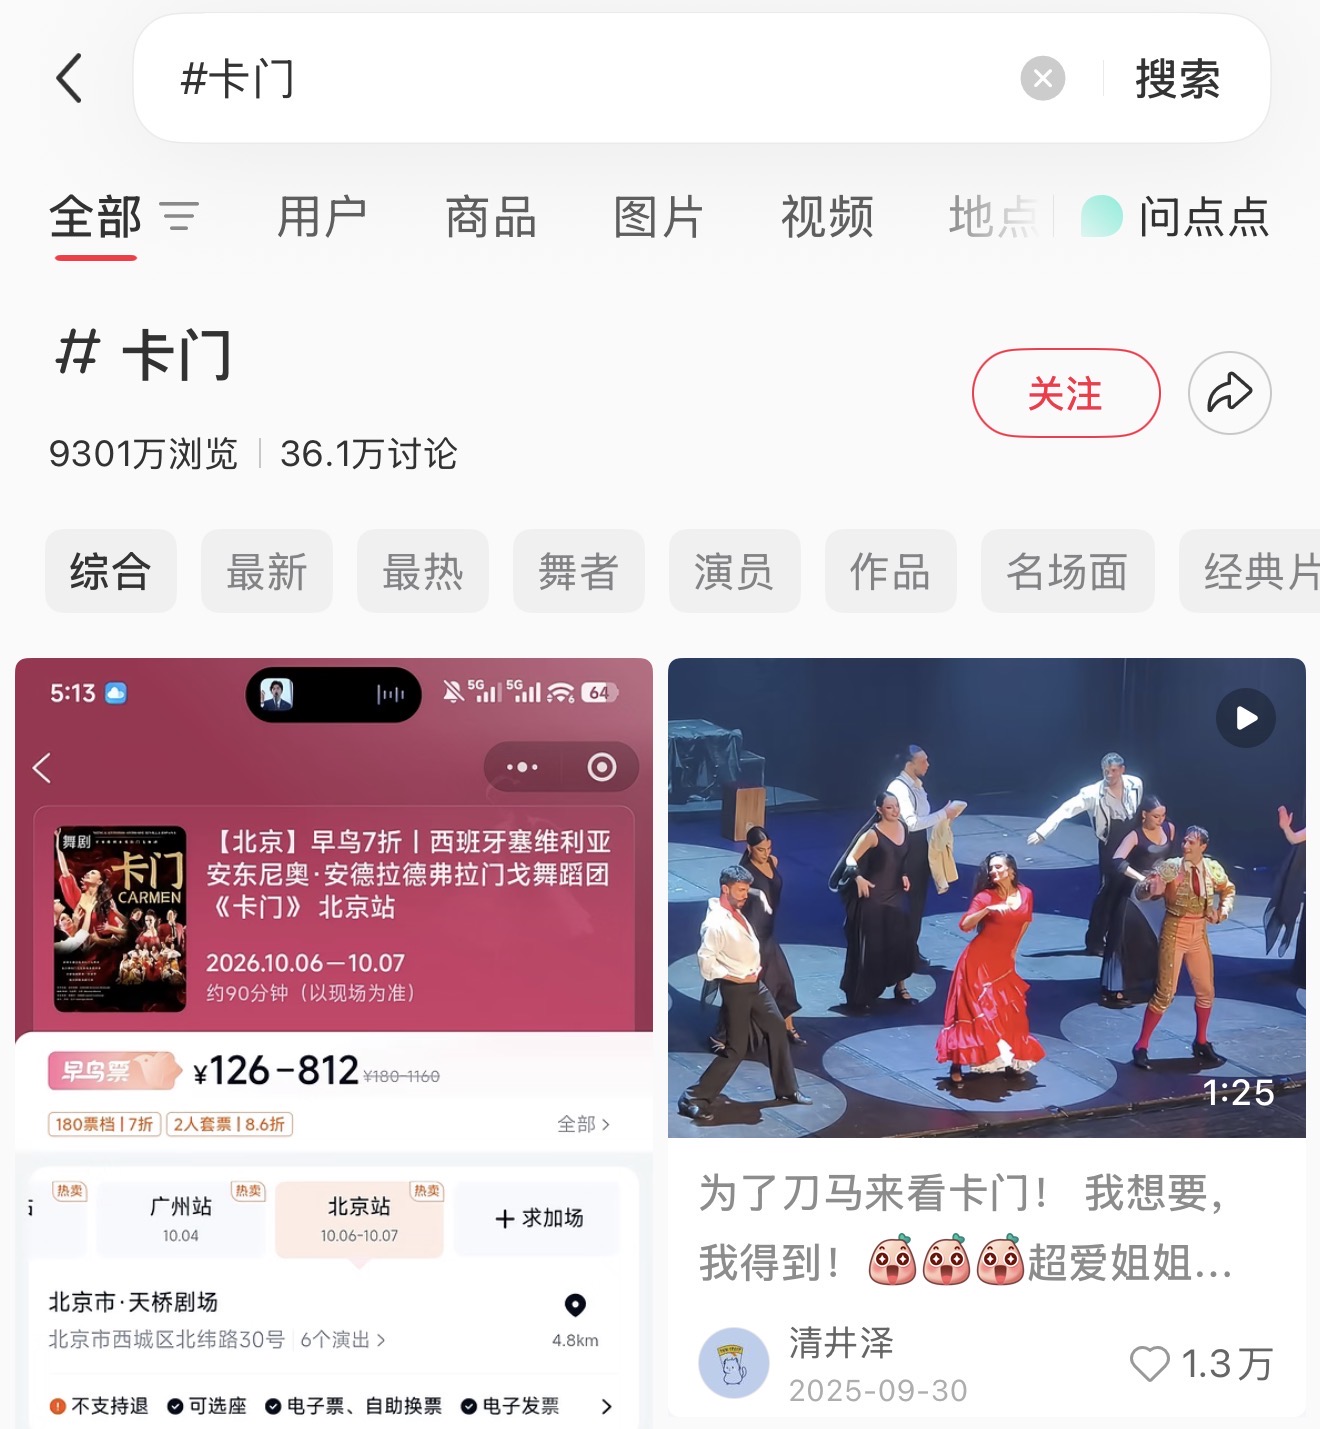 #卡门
搜索
全部
用户
商品
图片
视频
地点
问点点
# 卡门
关注
9301万浏览
36.1万讨论
综合
最新
最热
舞者
演员
作品
名场面
经典片
5:13
5G
5G
64
舞剧
卡门
CARMEN
【北京】早鸟7折丨西班牙塞维利亚
安东尼奥·安德拉德弗拉门戈舞蹈团
《卡门》 北京站
2026.10.06—10.07
约90分钟（以现场为准）
早鸟票
¥126-812
¥180-1160
180票档 | 7折
2人套票 | 8.6折
全部 >
热卖
广州站
10.04
热卖
北京站
10.06-10.07
热卖
+ 求加场
北京市·天桥剧场
北京市西城区北纬路30号
6个演出 >
4.8km
不支持退
可选座
电子票、自助换票
电子发票
1:25
为了刀马来看卡门！ 我想要，
我得到！超爱姐姐...
清井泽
2025-09-30
1.3万